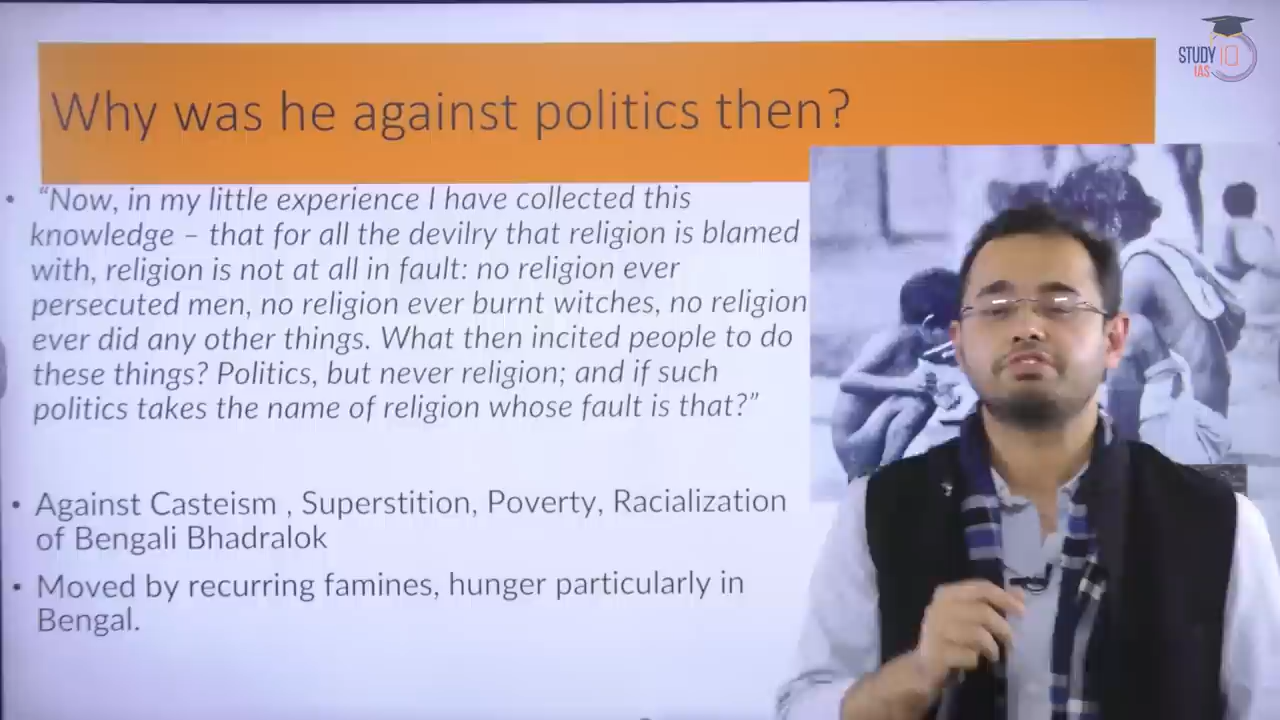 STUDY IQ
IAS
Why was he against politics then?
• “Now, in my little experience I have collected this
knowledge – that for all the devilry that religion is blamed
with, religion is not at all in fault: no religion ever
persecuted men, no religion ever burnt witches, no religion
ever did any other things. What then incited people to do
these things? Politics, but never religion; and if such
politics takes the name of religion whose fault is that?”
• Against Casteism , Superstition, Poverty, Racialization
of Bengali Bhadralok
• Moved by recurring famines, hunger particularly in
Bengal.